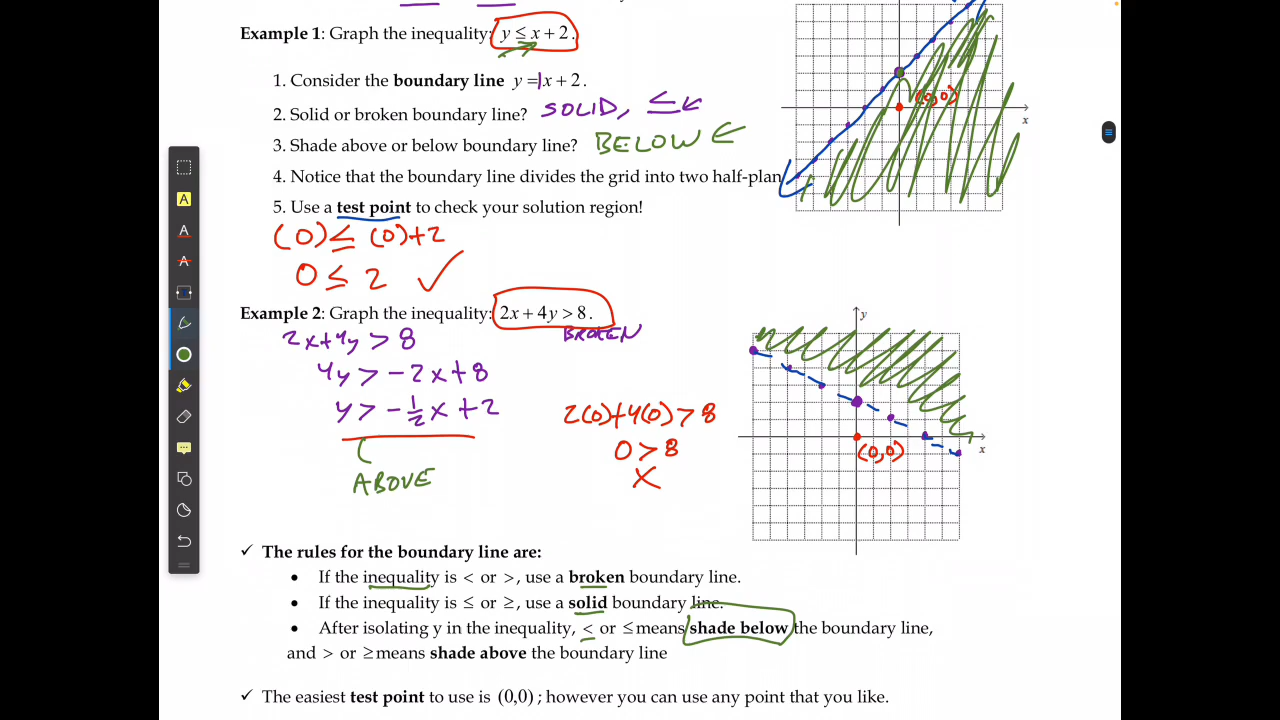 Example 1: Graph the inequality: y ≤ x + 2.
1. Consider the boundary line y = 1x + 2.
2. Solid or broken boundary line? SOLID, ≤
3. Shade above or below boundary line? BELOW
4. Notice that the boundary line divides the grid into two half-plan
5. Use a test point to check your solution region!
(0) ≤ (0)+2
0 ≤ 2 ✓
(0,0)
x
Example 2: Graph the inequality: 2x + 4y > 8.
BROKEN
2x+4y > 8
4y > -2x+8
y > -1/2x+2
ABOVE
2(0)+4(0) > 8
0 > 8
X
y
(0,0)
x
✓ The rules for the boundary line are:
• If the inequality is < or >, use a broken boundary line.
• If the inequality is ≤ or ≥, use a solid boundary line.
• After isolating y in the inequality, < or ≤ means shade below the boundary line,
and > or ≥ means shade above the boundary line
✓ The easiest test point to use is (0,0); however you can use any point that you like.